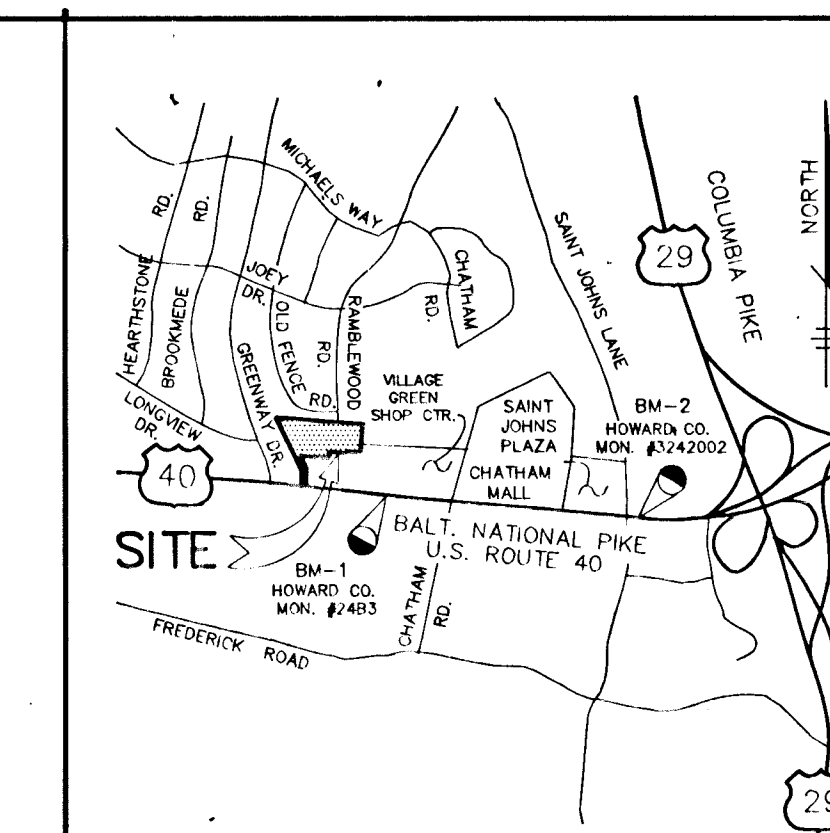 MICHAELS WAY
NORTH
COLUMBIA PIKE
29
SAINT JOHNS LANE
RD.
RD.
HEARTHSTONE
BROOKMEDE
JOEY
DR.
CHATHAM
RD.
OLD FENCE
RD.
RAMBLEWOOD
RD.
GREENWAY DR.
LONGVIEW
DR.
VILLAGE
GREEN
SHOP CTR.
SAINT
JOHNS
PLAZA
CHATHAM
MALL
BM-2
HOWARD CO.
MON. #3242002
40
SITE
BALT. NATIONAL PIKE
U.S. ROUTE 40
BM-1
HOWARD CO.
MON. #24B3
CHATHAM
RD.
FREDERICK ROAD
29